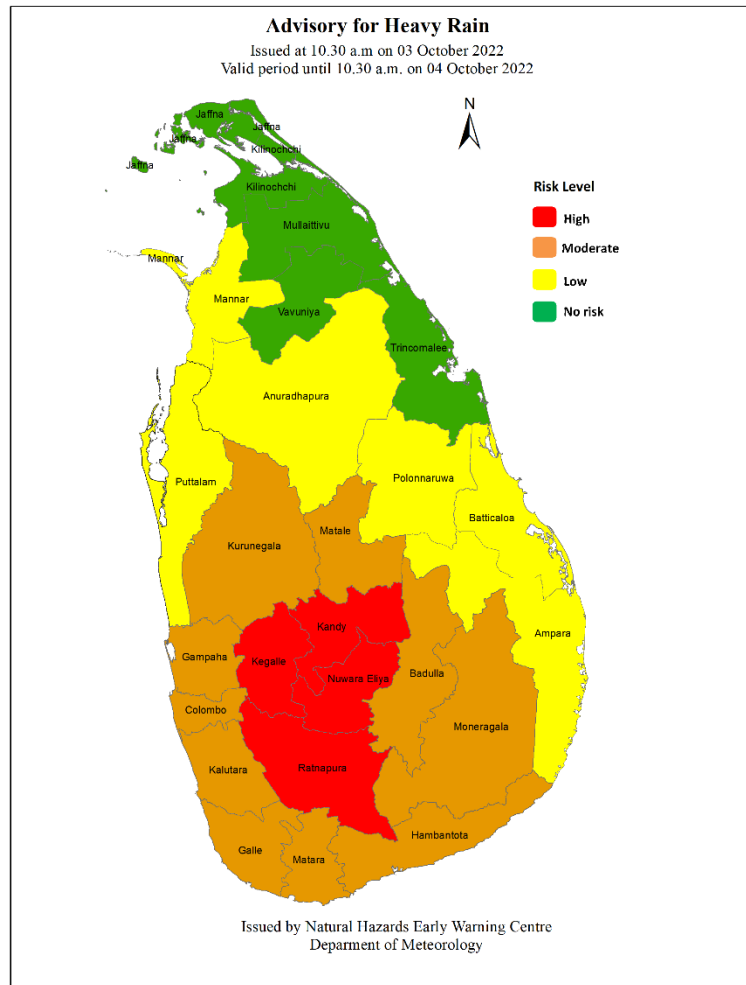 Advisory for Heavy Rain
Issued at 10.30 a.m on 03 October 2022
Valid period until 10.30 a.m. on 04 October 2022
N
Jaffna
Jaffna
Jaffna
Kilinochchi
Jaffna
Kilinochchi
Risk Level
High
Mullaittivu
Moderate
Mannar
Low
Mannar
Vavuniya
No risk
Trincomalee
Anuradhapura
Puttalam
Polonnaruwa
Batticaloa
Matale
Kurunegala
Kandy
Ampara
Gampaha
Kegalle
Nuwara Eliya
Badulla
Colombo
Moneragala
Kalutara
Ratnapura
Hambantota
Galle
Matara
Issued by Natural Hazards Early Warning Centre
Deparment of Meteorology